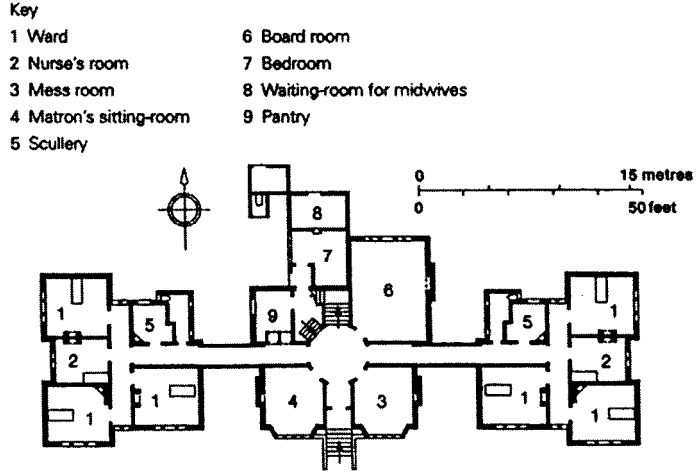 Key
1 Ward
2 Nurse's room
3 Mess room
4 Matron's sitting-room
5 Scullery
6 Board room
7 Bedroom
8 Waiting-room for midwives
9 Pantry
0 15 metres
0 50 feet
8
7
6
1
5
9
5
1
2
2
1
1
4
3
1
1